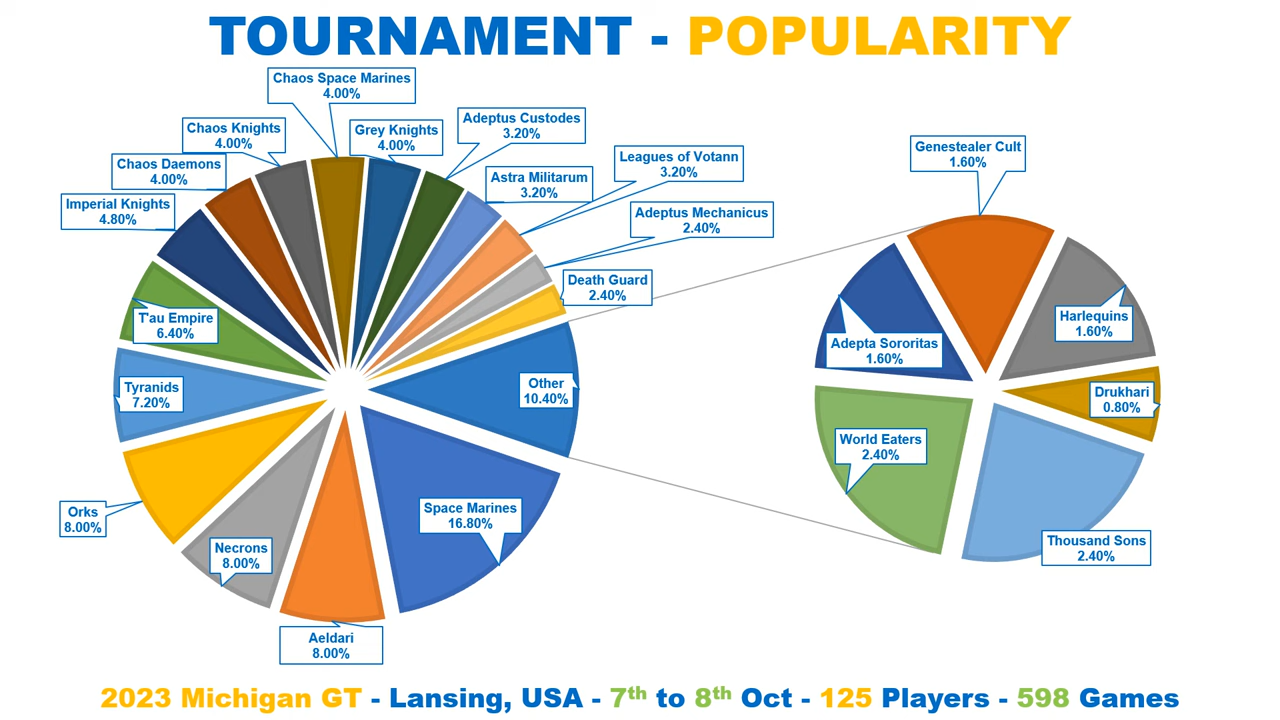 TOURNAMENT - POPULARITY
Chaos Space Marines
4.00%
Chaos Knights
4.00%
Grey Knights
4.00%
Adeptus Custodes
3.20%
Chaos Daemons
4.00%
Leagues of Votann
3.20%
Astra Militarum
3.20%
Imperial Knights
4.80%
Adeptus Mechanicus
2.40%
Death Guard
2.40%
T'au Empire
6.40%
Tyranids
7.20%
Other
10.40%
Orks
8.00%
Space Marines
16.80%
Necrons
8.00%
Aeldari
8.00%
Genestealer Cult
1.60%
Harlequins
1.60%
Adepta Sororitas
1.60%
Drukhari
0.80%
World Eaters
2.40%
Thousand Sons
2.40%
2023 Michigan GT - Lansing, USA - 7th to 8th Oct - 125 Players - 598 Games